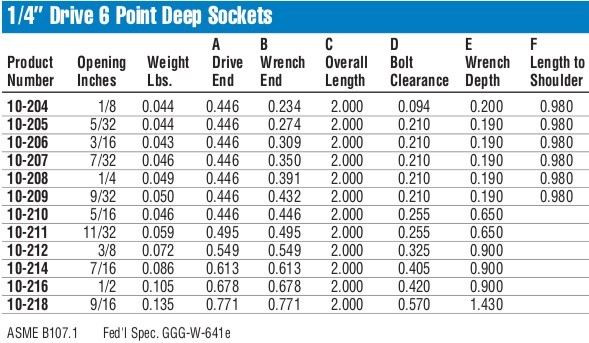 1/4″ Drive 6 Point Deep Sockets
A B C D E F
Product Opening Weight Drive Wrench Overall Bolt Wrench Length to
Number Inches Lbs. End End Length Clearance Depth Shoulder
10-204 1/8 0.044 0.446 0.234 2.000 0.094 0.200 0.980
10-205 5/32 0.044 0.446 0.274 2.000 0.210 0.190 0.980
10-206 3/16 0.043 0.446 0.309 2.000 0.210 0.190 0.980
10-207 7/32 0.046 0.446 0.350 2.000 0.210 0.190 0.980
10-208 1/4 0.049 0.446 0.391 2.000 0.210 0.190 0.980
10-209 9/32 0.050 0.446 0.432 2.000 0.210 0.190 0.980
10-210 5/16 0.046 0.446 0.446 2.000 0.255 0.650
10-211 11/32 0.059 0.495 0.495 2.000 0.255 0.650
10-212 3/8 0.072 0.549 0.549 2.000 0.325 0.900
10-214 7/16 0.086 0.613 0.613 2.000 0.405 0.900
10-216 1/2 0.105 0.678 0.678 2.000 0.420 0.900
10-218 9/16 0.135 0.771 0.771 2.000 0.570 1.430
ASME B107.1 Fed'l Spec. GGG-W-641e